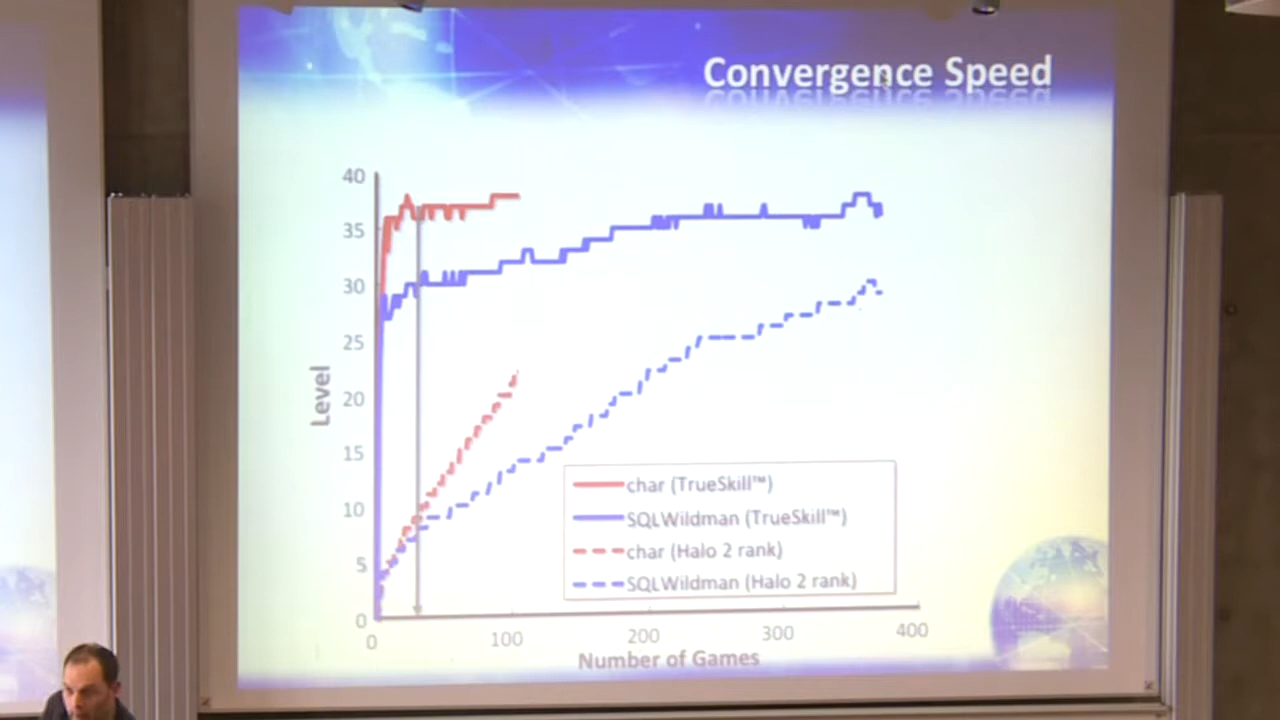 Convergence Speed
40
35
30
25
20
15
10
5
0
Level
0 100 200 300 400
Number of Games
char (TrueSkill™)
SQLWildman (TrueSkill™)
char (Halo 2 rank)
SQLWildman (Halo 2 rank)